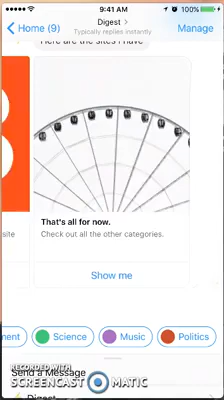 9:41 AM
100%
Home (9)
Digest >
Manage
Typically replies instantly
Here are the sites I have
That's all for now.
site
Check out all the other categories.
Show me
ment
Science
Music
Politics
Send a Message
RECORDED WITH
SCREENCAST MATIC
Digest